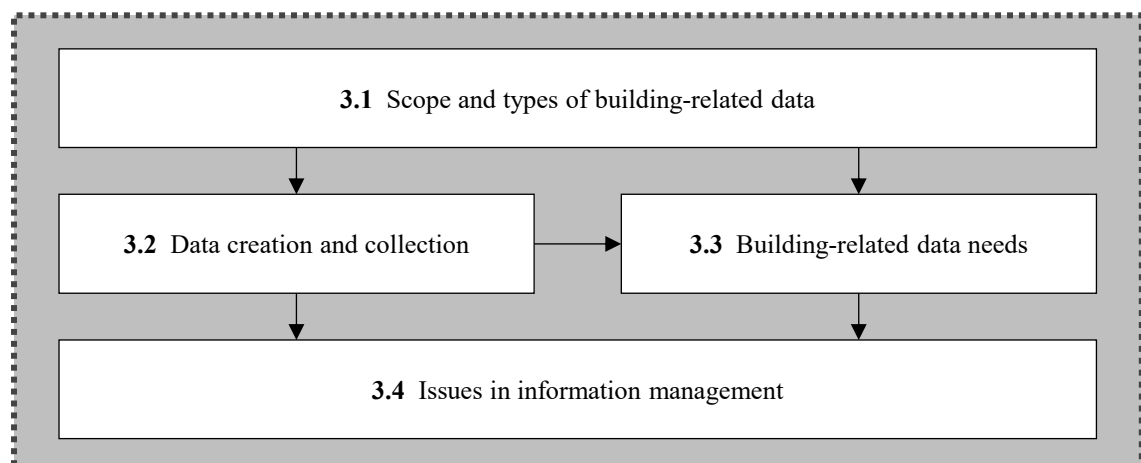 3.1 Scope and types of building-related data
3.2 Data creation and collection
3.3 Building-related data needs
3.4 Issues in information management